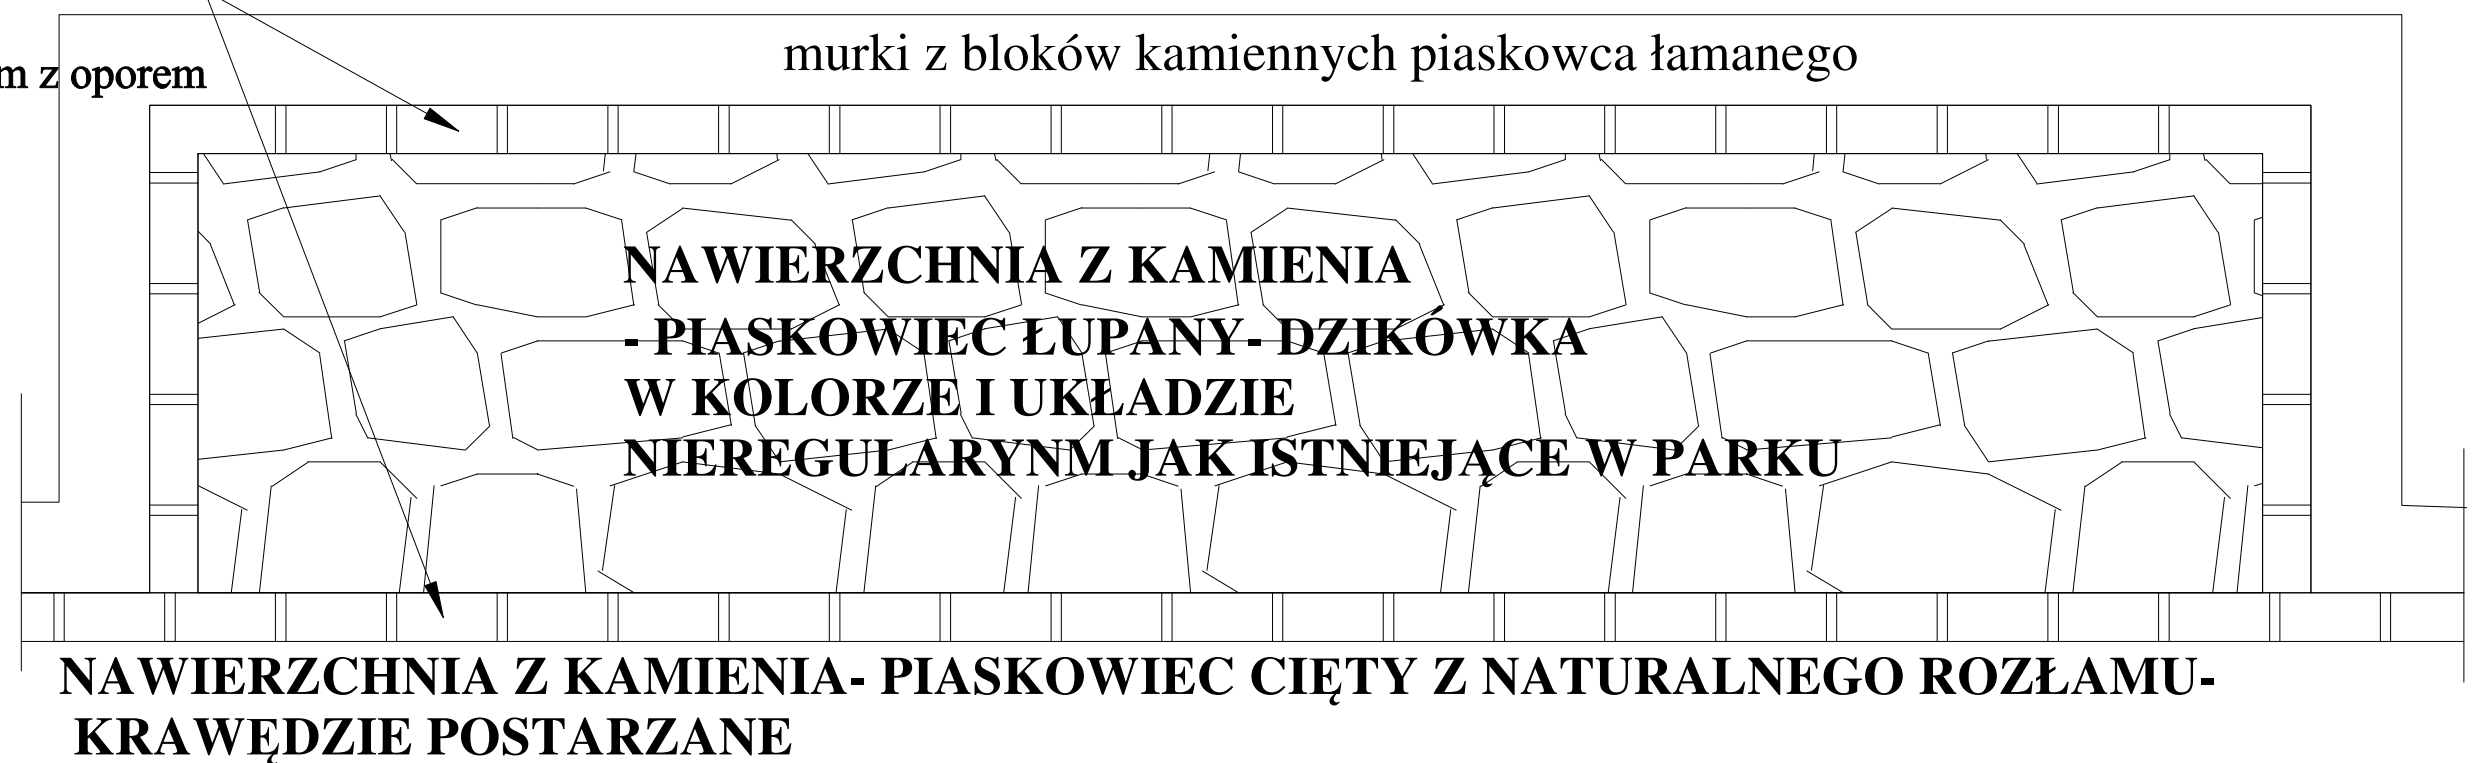 murki z bloków kamiennych piaskowca łamanego
m z oporem
NAWIERZCHNIA Z KAMIENIA
- PIASKOWIEC ŁUPANY- DZIKÓWKA
W KOLORZE I UKŁADZIE
NIEREGULARYNM JAK ISTNIEJĄCE W PARKU
NAWIERZCHNIA Z KAMIENIA- PIASKOWIEC CIĘTY Z NATURALNEGO ROZŁAMU-
KRAWĘDZIE POSTARZANE